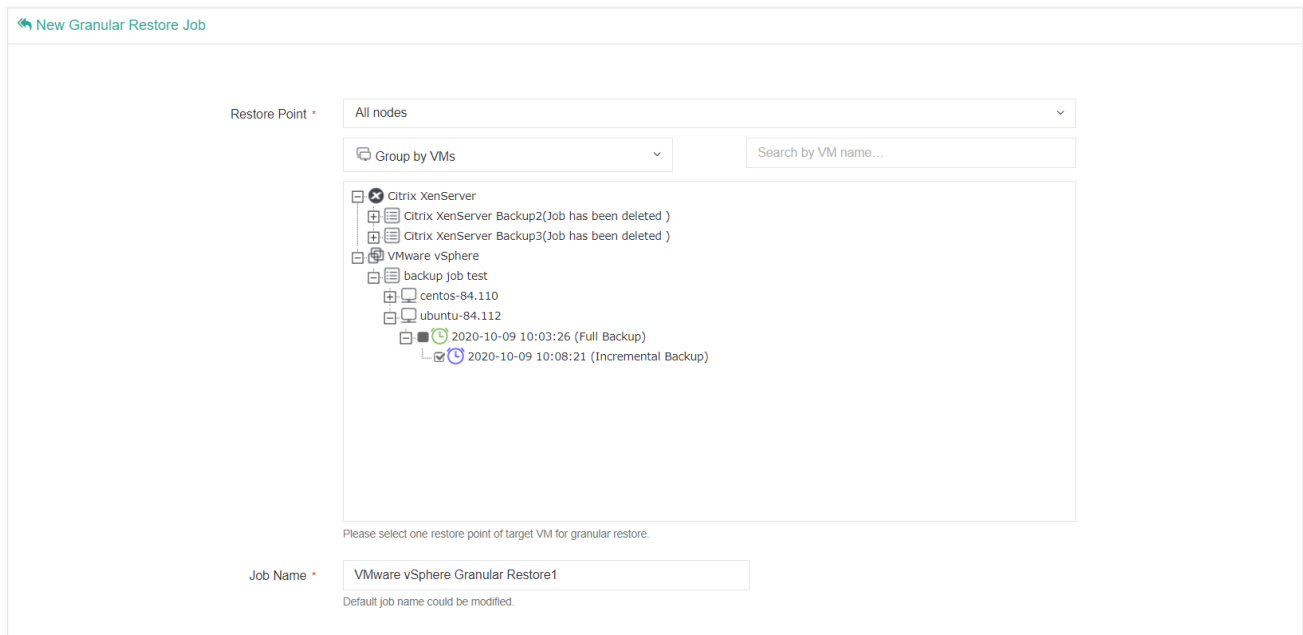 New Granular Restore Job
Restore Point *
All nodes
Group by VMs
Search by VM name...
Citrix XenServer
Citrix XenServer Backup2(Job has been deleted )
Citrix XenServer Backup3(Job has been deleted )
VMware vSphere
backup job test
centos-84.110
ubuntu-84.112
2020-10-09 10:03:26 (Full Backup)
2020-10-09 10:08:21 (Incremental Backup)
Please select one restore point of target VM for granular restore.
Job Name *
VMware vSphere Granular Restore1
Default job name could be modified.